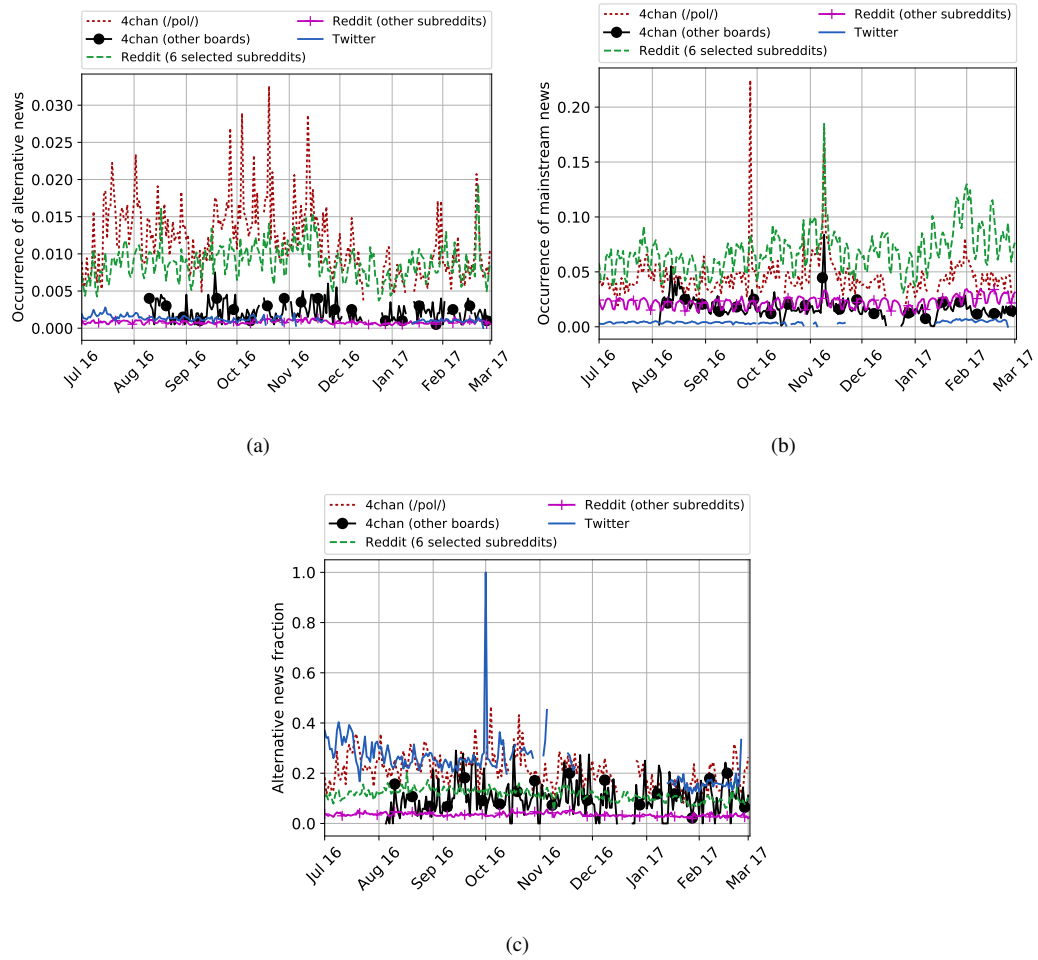 4chan (/pol/)
4chan (other boards)
Reddit (6 selected subreddits)
Reddit (other subreddits)
Twitter
Occurrence of alternative news
0.030
0.025
0.020
0.015
0.010
0.005
0.000
Jul 16
Aug 16
Sep 16
Oct 16
Nov 16
Dec 16
Jan 17
Feb 17
Mar 17
(a)
4chan (/pol/)
4chan (other boards)
Reddit (6 selected subreddits)
Reddit (other subreddits)
Twitter
Occurrence of mainstream news
0.20
0.15
0.10
0.05
0.00
Jul 16
Aug 16
Sep 16
Oct 16
Nov 16
Dec 16
Jan 17
Feb 17
Mar 17
(b)
4chan (/pol/)
4chan (other boards)
Reddit (6 selected subreddits)
Reddit (other subreddits)
Twitter
Alternative news fraction
1.0
0.8
0.6
0.4
0.2
0.0
Jul 16
Aug 16
Sep 16
Oct 16
Nov 16
Dec 16
Jan 17
Feb 17
Mar 17
(c)